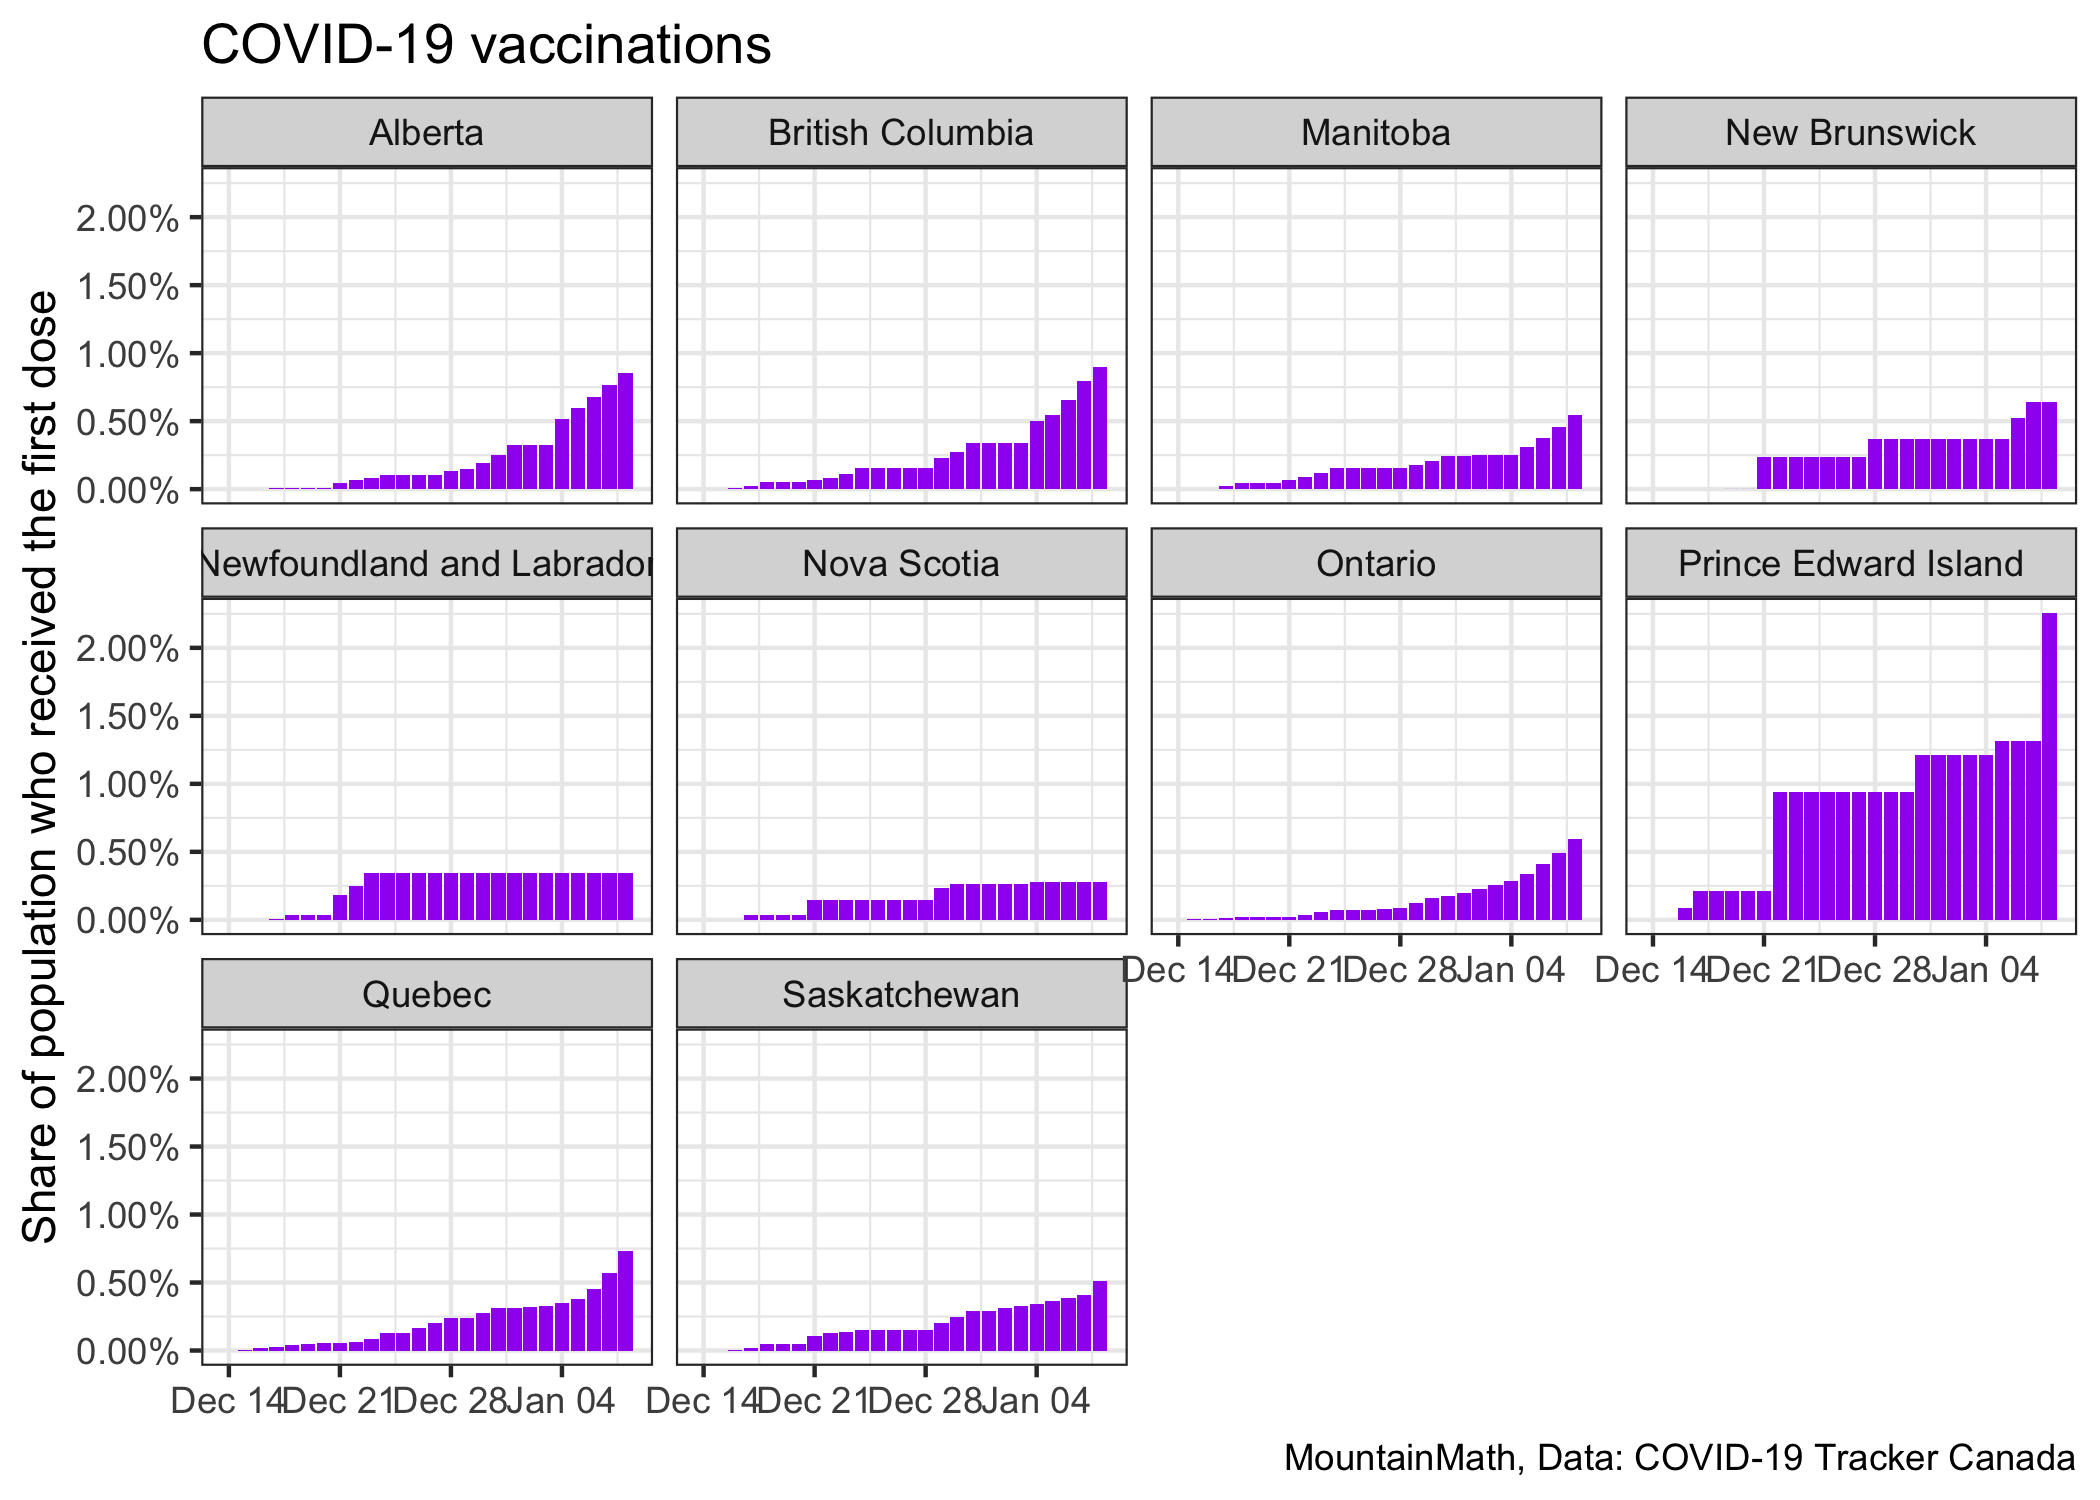 COVID-19 vaccinations
Share of population who received the first dose
Alberta
British Columbia
Manitoba
New Brunswick
2.00%
1.50%
1.00%
0.50%
0.00%
Newfoundland and Labrador
Nova Scotia
Ontario
Prince Edward Island
2.00%
1.50%
1.00%
0.50%
0.00%
Dec 14 Dec 21 Dec 28 Jan 04
Dec 14 Dec 21 Dec 28 Jan 04
Quebec
Saskatchewan
2.00%
1.50%
1.00%
0.50%
0.00%
Dec 14 Dec 21 Dec 28 Jan 04
Dec 14 Dec 21 Dec 28 Jan 04
MountainMath, Data: COVID-19 Tracker Canada